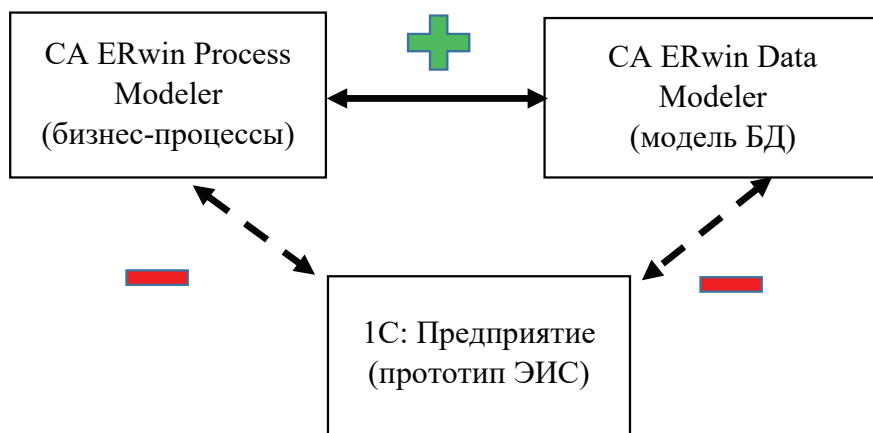 CA ERwin Process
Modeler
(бизнес-процессы)
CA ERwin Data
Modeler
(модель БД)
1С: Предприятие
(прототип ЭИС)